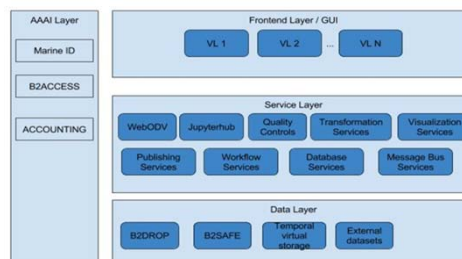 AAAI Layer
Marine ID
B2ACCESS
ACCOUNTING
Frontend Layer / GUI
VL 1
VL 2
...
VL N
Service Layer
WebODV
Jupyterhub
Quality
Controls
Transformation
Services
Visualization
Services
Publishing
Services
Workflow
Services
Database
Services
Message Bus
Services
Data Layer
B2DROP
B2SAFE
Temporal
virtual
storage
External
datasets